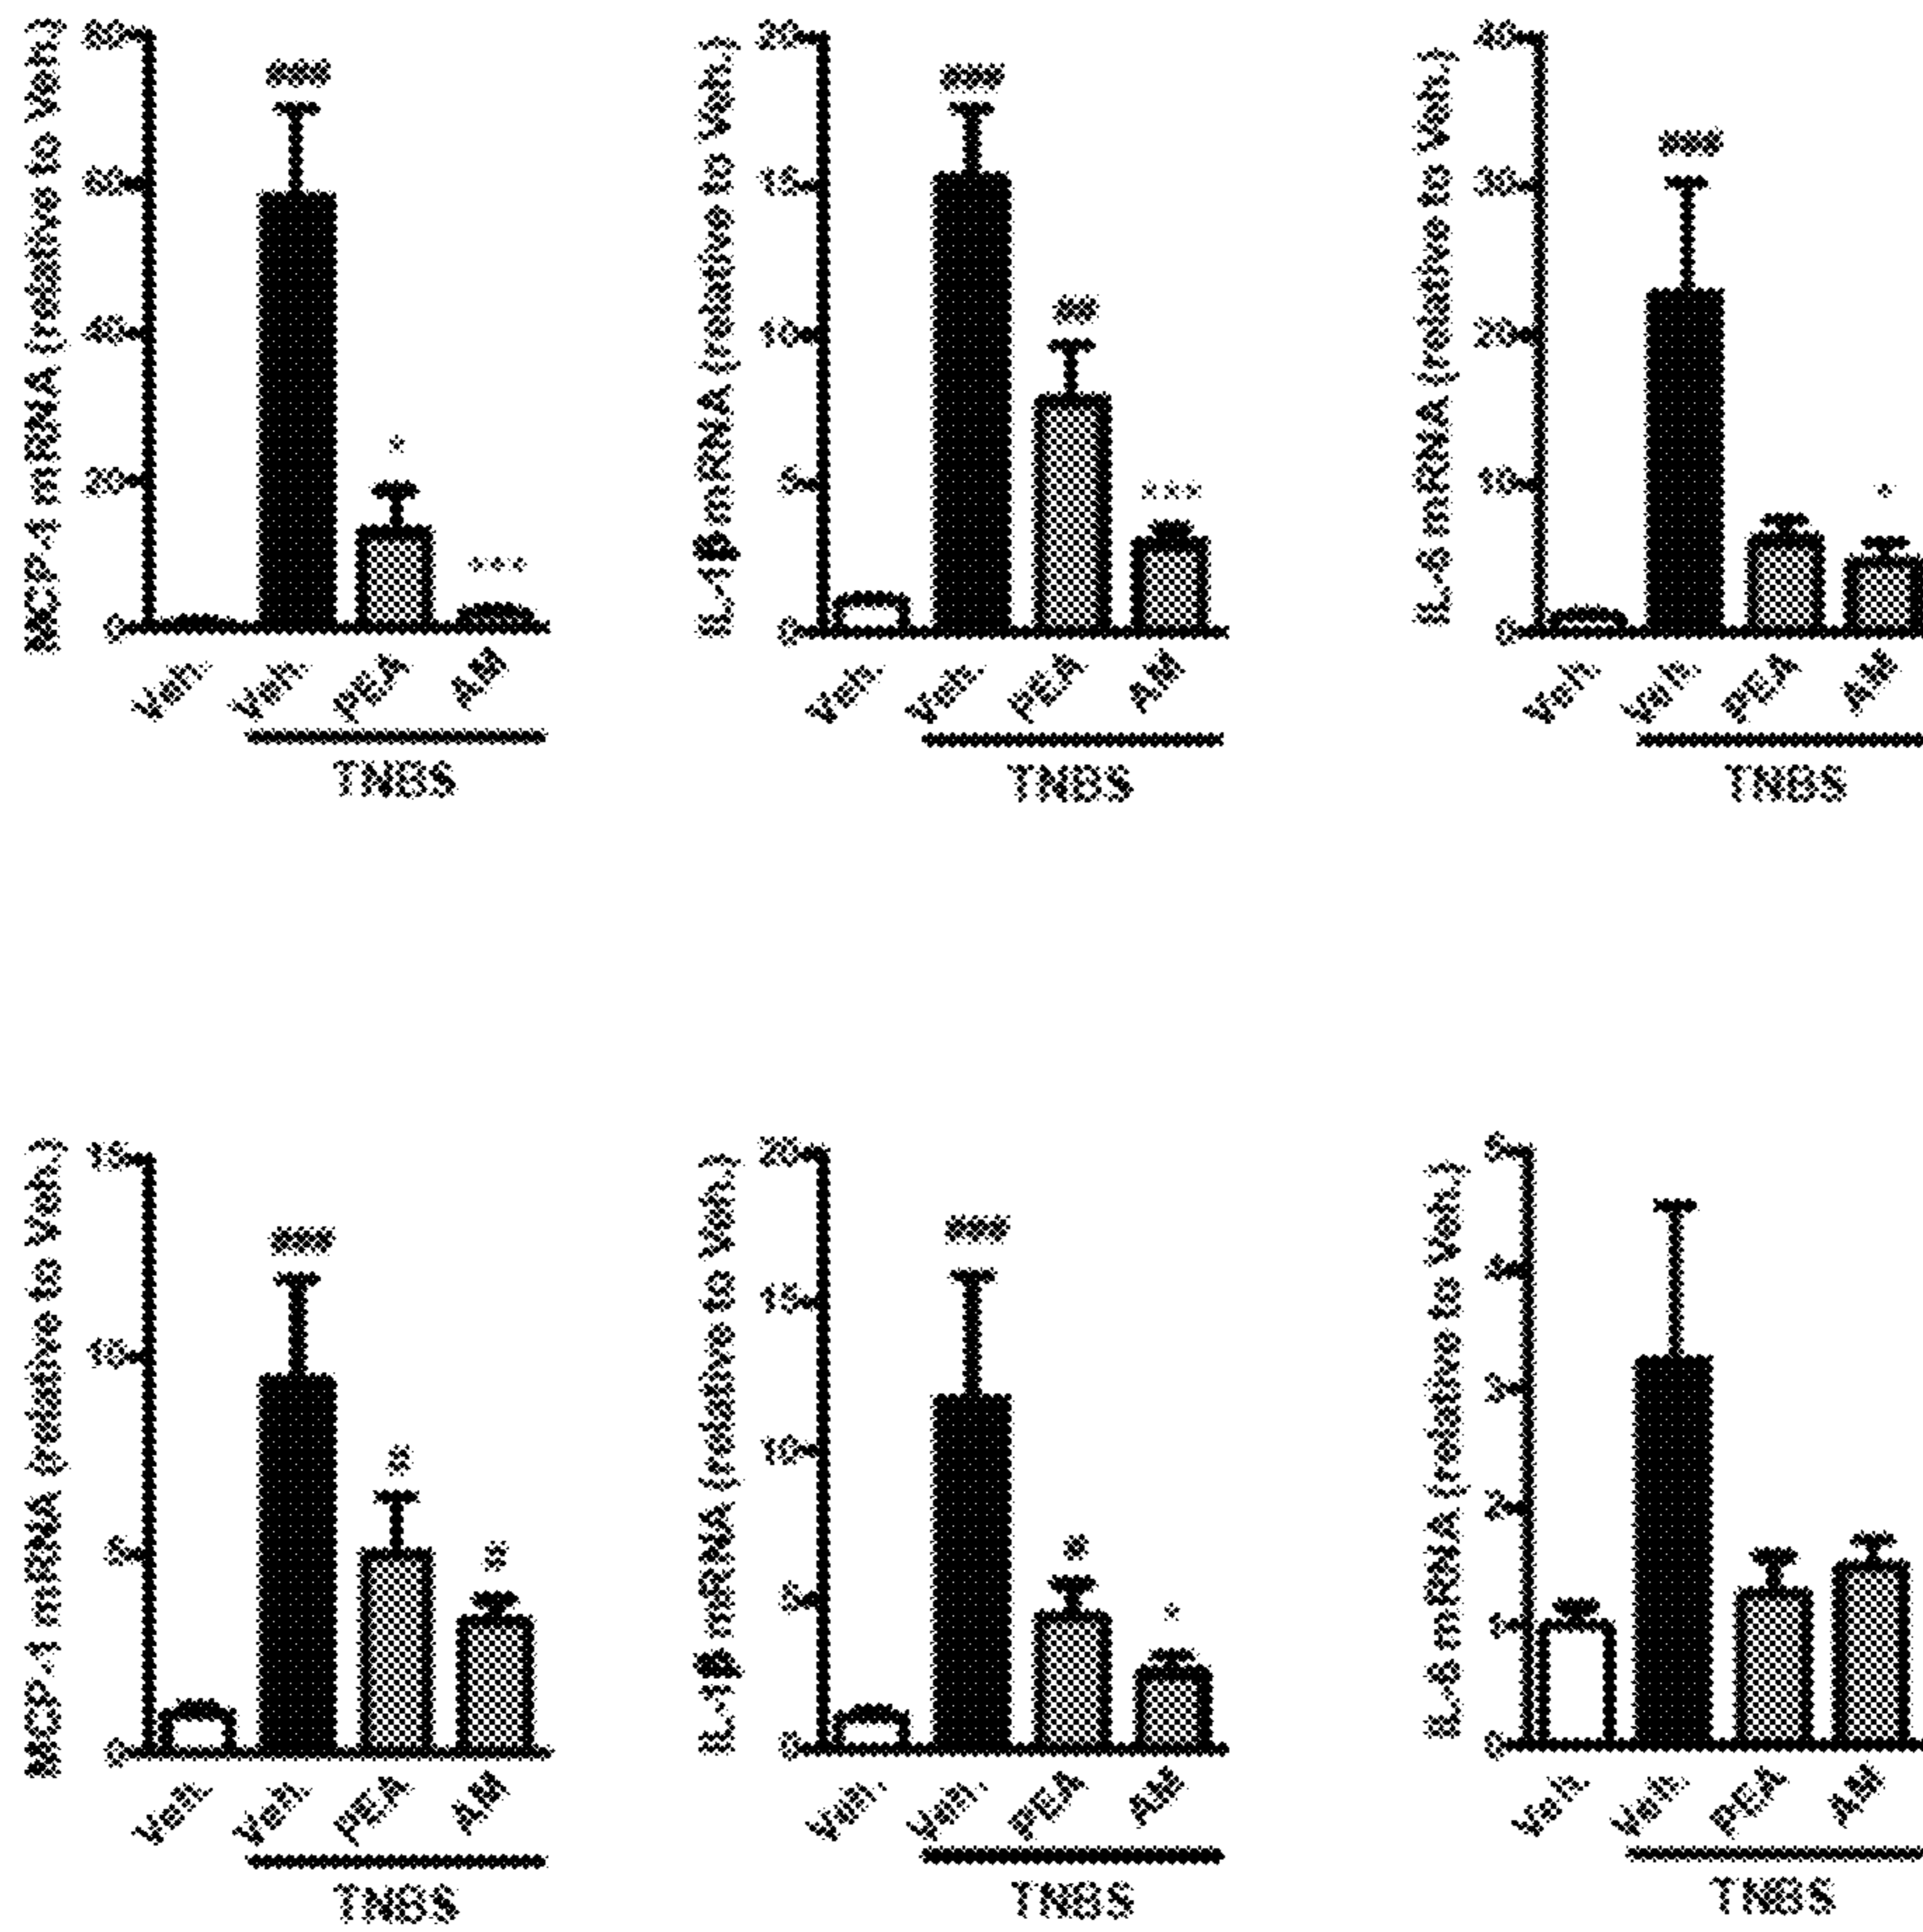 MCP-1 mRNA (relative to Veh.)
80
60
40
20
0
###
*
***
Veh. Veh. PEA AM
TNBS
IL-1β mRNA (relative to Veh.)
20
15
10
5
0
###
##
***
Veh. Veh. PEA AM
TNBS
IL-6 mRNA (relative to Veh.)
40
30
20
10
0
###
*
Veh. Veh. PEA AM
TNBS
MCP-1 mRNA (relative to Veh.)
15
10
5
0
###
Veh. Veh. PEA AM
TNBS
IL-1β mRNA (relative to Veh.)
20
15
10
5
0
###
*
Veh. Veh. PEA AM
TNBS
IL-6 mRNA (relative to Veh.)
5
4
3
2
1
0
Veh. Veh. PEA AM
TNBS